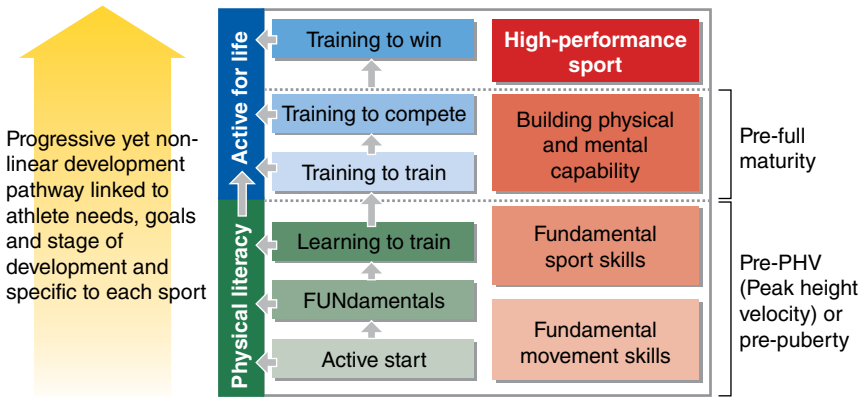 Progressive yet non-
linear development
pathway linked to
athlete needs, goals
and stage of
development and
specific to each sport
Active for life
Physical literacy
Training to win
Training to compete
Training to train
Learning to train
FUNdamentals
Active start
High-performance
sport
Building physical
and mental
capability
Fundamental
sport skills
Fundamental
movement skills
Pre-full
maturity
Pre-PHV
(Peak height
velocity) or
pre-puberty